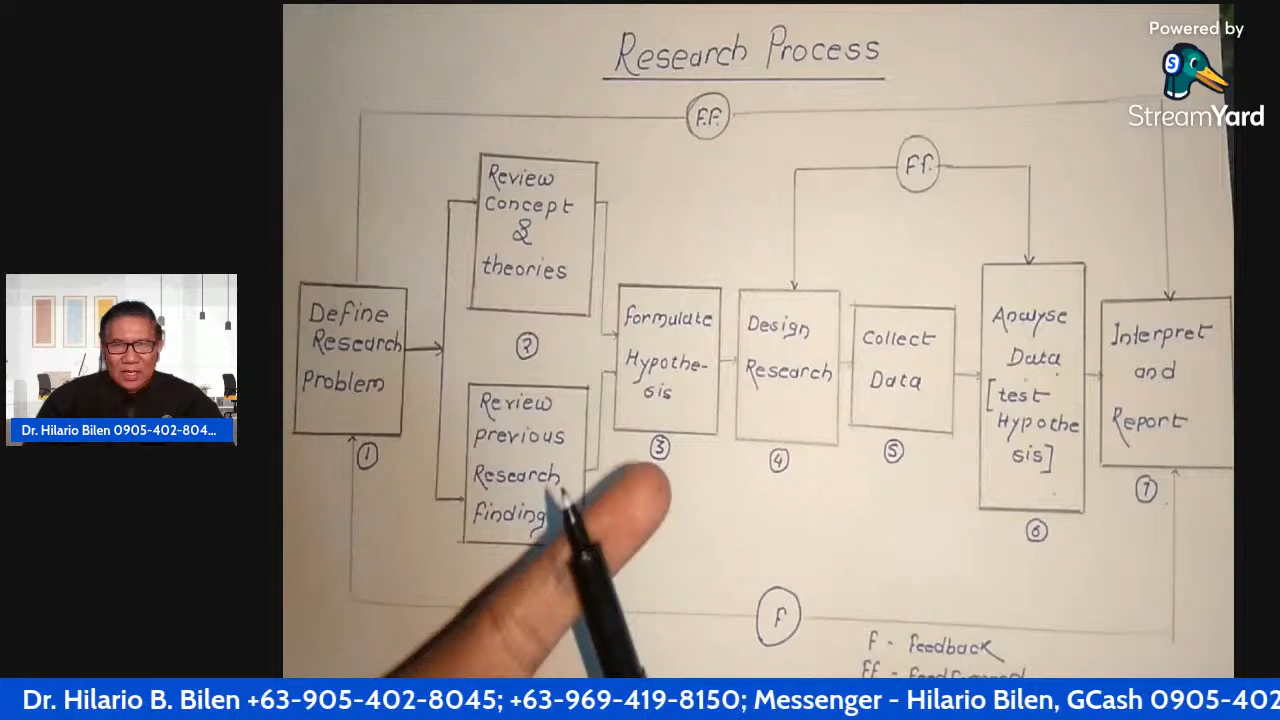 Powered by
StreamYard
Research Process
F.F.
Ff.
Review
Concept
&
theories
Define
Research
Problem
①
②
Review
previous
Research
finding
formulate
Hypothe-
sis
③
Design
Research
④
Collect
Data
⑤
Analyse
Data
[test
Hypothe
sis]
⑥
Interpret
and
Report
⑦
F
F - Feedback
FF -
Dr. Hilario Bilen 0905-402-804...
Dr. Hilario B. Bilen +63-905-402-8045; +63-969-419-8150; Messenger - Hilario Bilen, GCash 0905-402